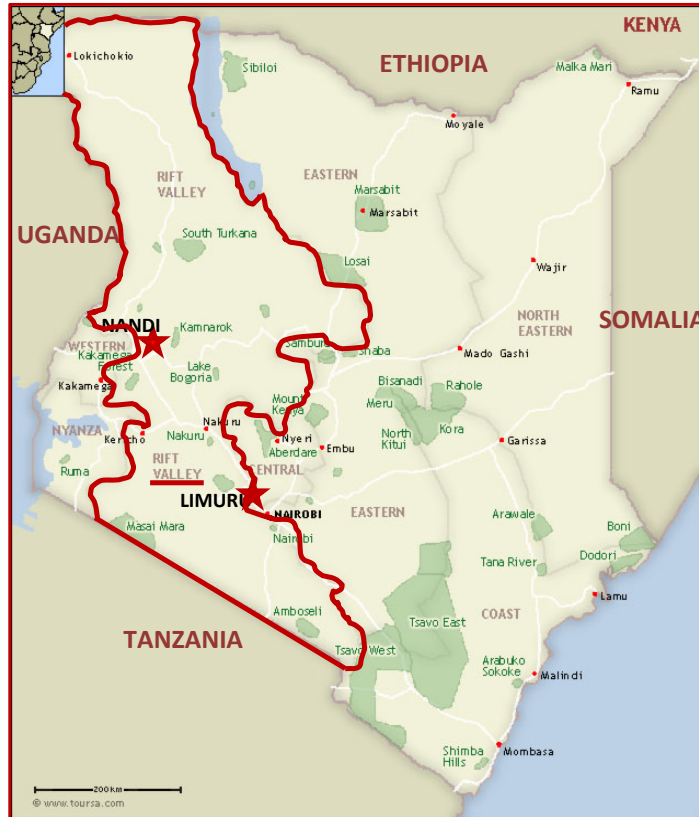 KENYA
ETHIOPIA
Lokichokio
Sibiloi
Malka Mari
Ramu
Moyale
RIFT
VALLEY
EASTERN
Marsabit
Marsabit
UGANDA
South Turkana
Losai
Wajir
NORTH
EASTERN
SOMALIA
NANDI
Kamnarok
WESTERN
Kakamega
Forest
Samburu
Shaba
Mado Gashi
Lake
Bogoria
Kakamega
Mount
Kenya
Bisanadi
Meru
Rahole
NYANZA
Kericho
Nakuru
Nakuru
Nyeri
Aberdare
Embu
North
Kitui
Kora
Garissa
Ruma
RIFT
VALLEY
CENTRAL
LIMURU
NAIROBI
EASTERN
Masai Mara
Nairobi
Arawale
Boni
Dodori
Tana River
Lamu
Amboseli
COAST
Tsavo East
TANZANIA
Tsavo West
Arabuko
Sokoke
Malindi
Shimba
Hills
Mombasa
200km
© www.toursa.com